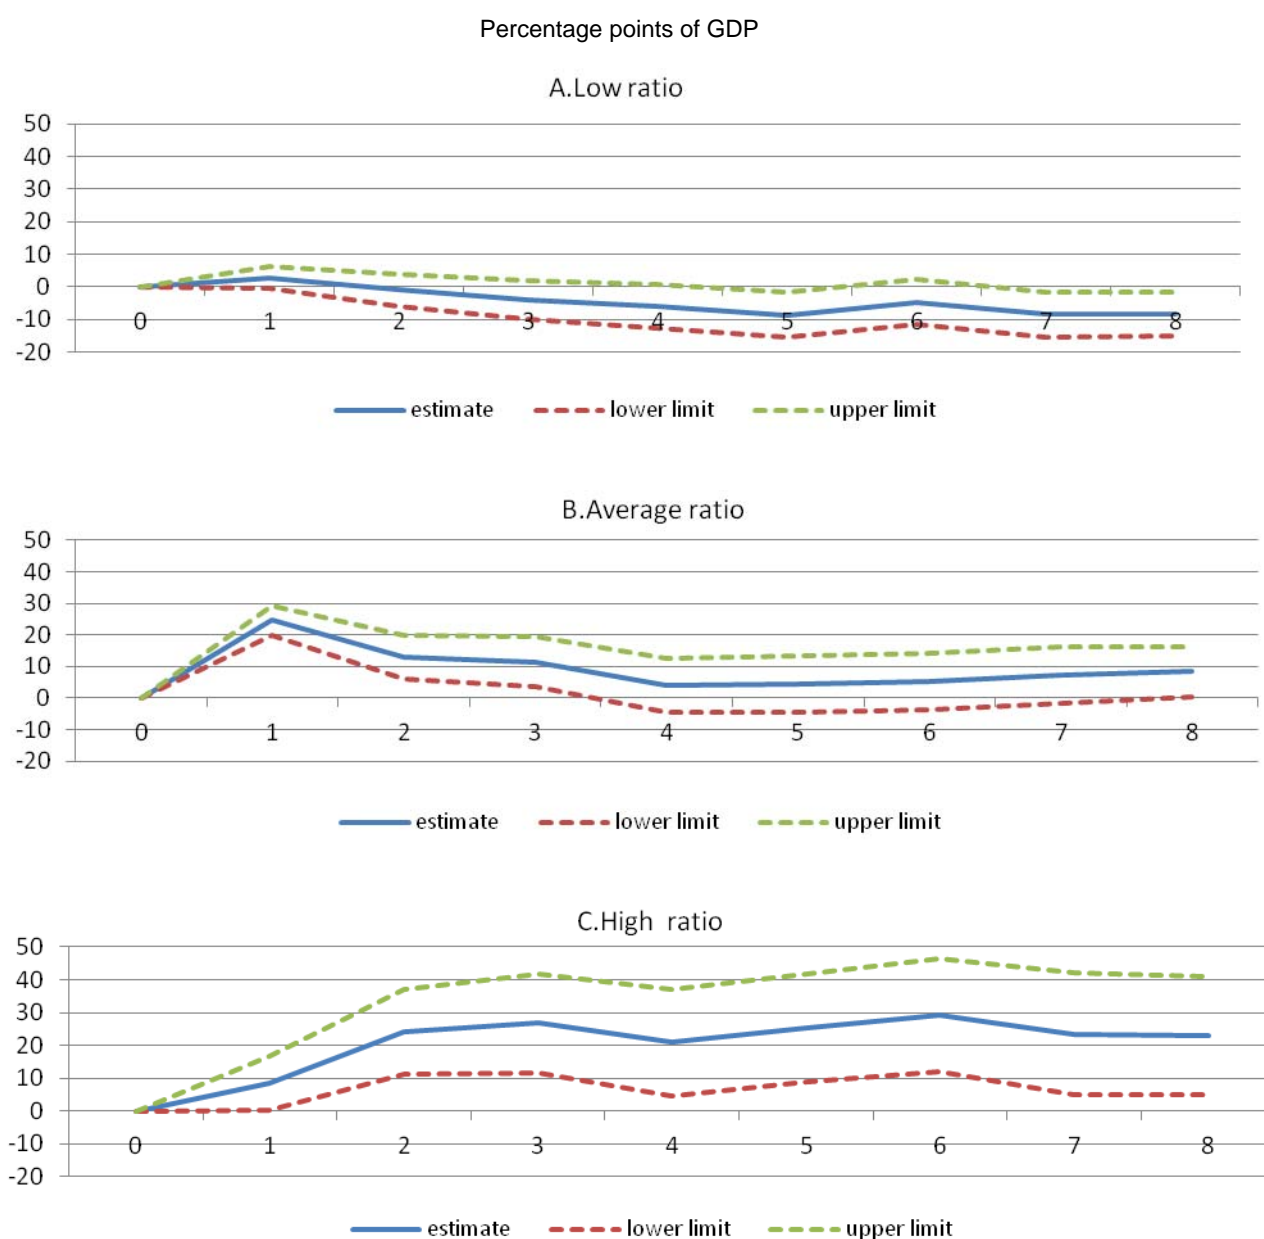 Percentage points of GDP
A.Low ratio
50
40
30
20
10
0
-10
-20
0 1 2 3 4 5 6 7 8
estimate lower limit upper limit
B.Average ratio
50
40
30
20
10
0
-10
-20
0 1 2 3 4 5 6 7 8
estimate lower limit upper limit
C.High ratio
50
40
30
20
10
0
-10
-20
0 1 2 3 4 5 6 7 8
estimate lower limit upper limit